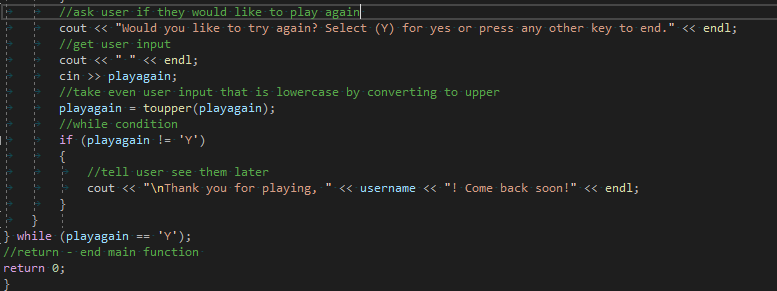 //ask user if they would like to play again
cout << "Would you like to try again? Select (Y) for yes or press any other key to end." << endl;
//get user input
cout << " " << endl;
cin >> playagain;
//take even user input that is lowercase by converting to upper
playagain = toupper(playagain);
//while condition
if (playagain != 'Y')
{
//tell user see them later
cout << "\nThank you for playing, " << username << "! Come back soon!" << endl;
}
}
} while (playagain == 'Y');
//return - end main function
return 0;
}